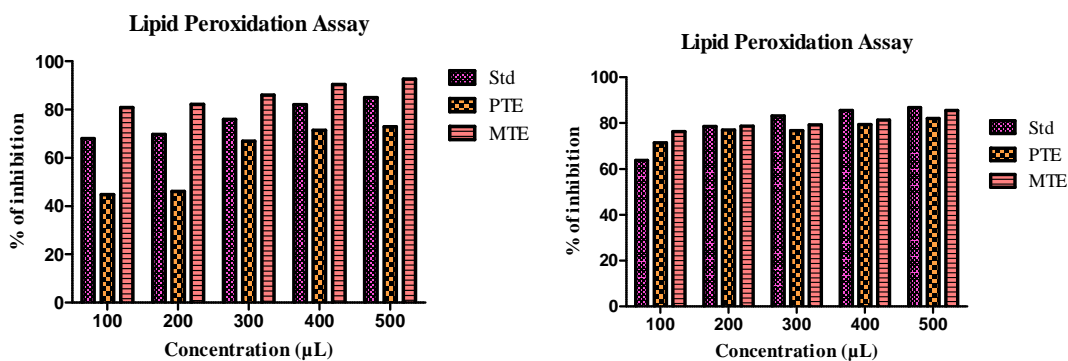 Lipid Peroxidation Assay
% of inhibition
100
80
60
40
20
0
100 200 300 400 500
Concentration (µL)
Std
PTE
MTE
Lipid Peroxidation Assay
% of inhibition
100
80
60
40
20
0
100 200 300 400 500
Concentration (µL)
Std
PTE
MTE